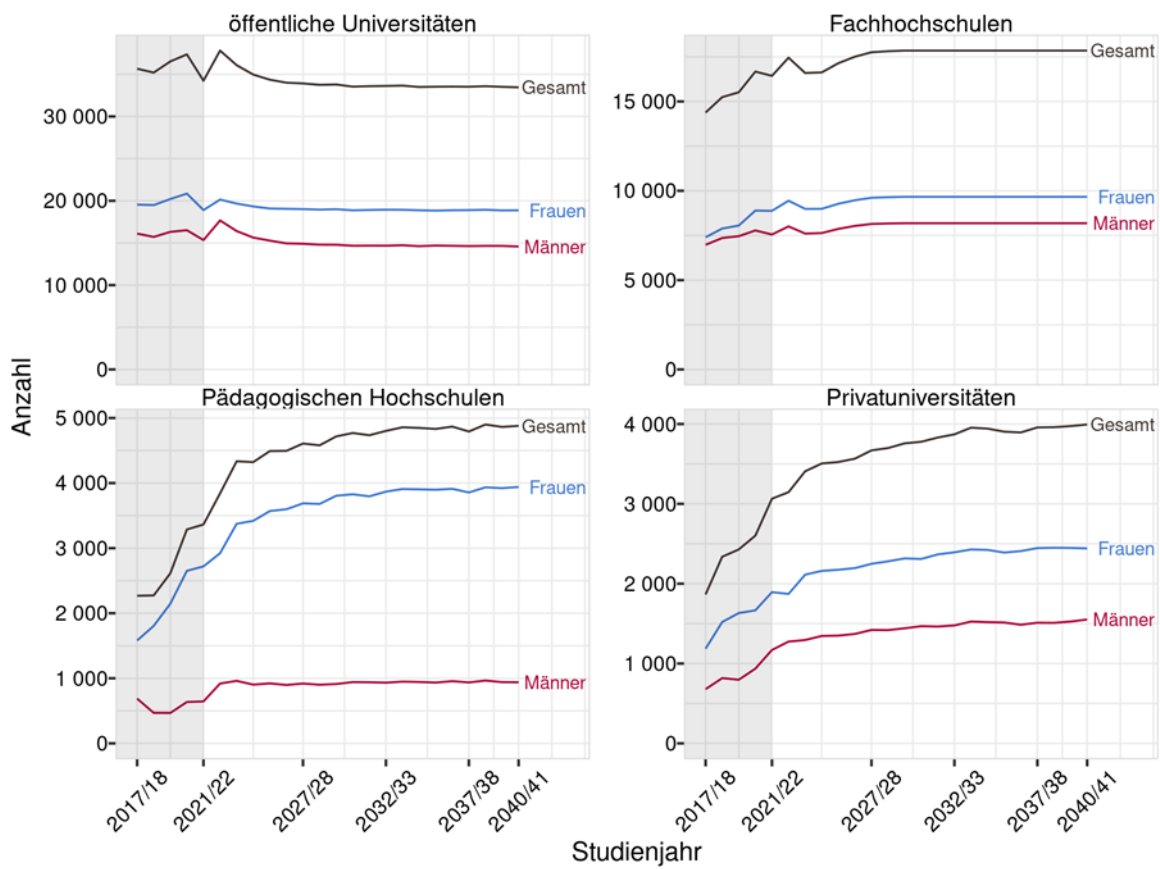 öffentliche Universitäten
Fachhochschulen
Gesamt
Frauen
Männer
30 000
20 000
10 000
0
Gesamt
Frauen
Männer
15 000
10 000
5 000
0
Anzahl
Pädagogischen Hochschulen
Privatuniversitäten
Gesamt
Frauen
Männer
5 000
4 000
3 000
2 000
1 000
0
Gesamt
Frauen
Männer
4 000
3 000
2 000
1 000
0
2017/18
2021/22
2027/28
2032/33
2037/38
2040/41
2017/18
2021/22
2027/28
2032/33
2037/38
2040/41
Studienjahr